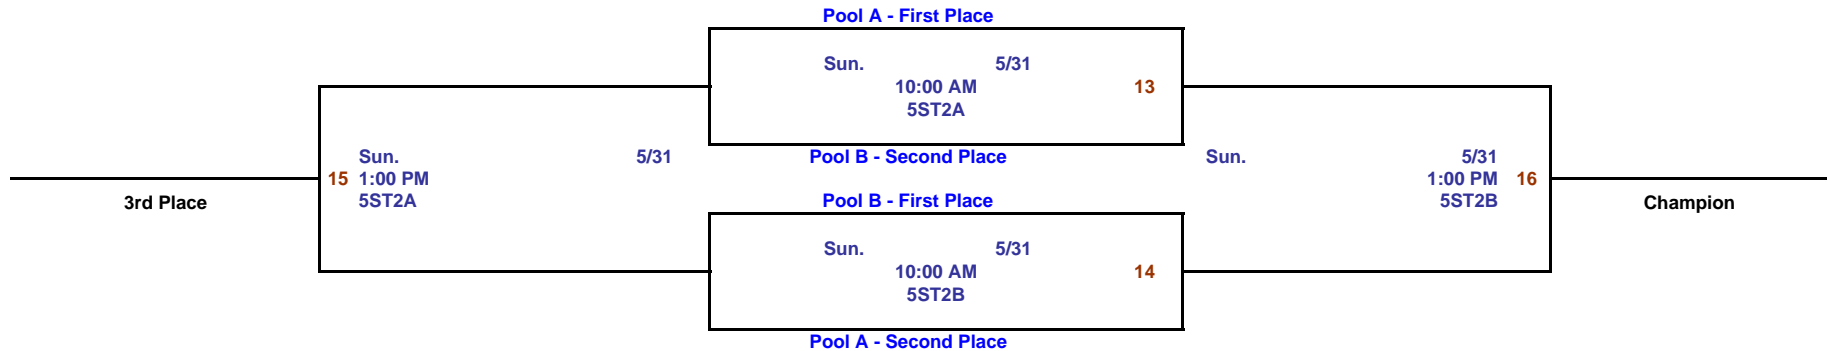 Pool A - First Place
Sun. 5/31
10:00 AM 13
5ST2A
Pool B - Second Place
Sun. 5/31
15 1:00 PM
5ST2A
3rd Place
Sun. 5/31
1:00 PM 16
5ST2B
Champion
Pool B - First Place
Sun. 5/31
10:00 AM 14
5ST2B
Pool A - Second Place